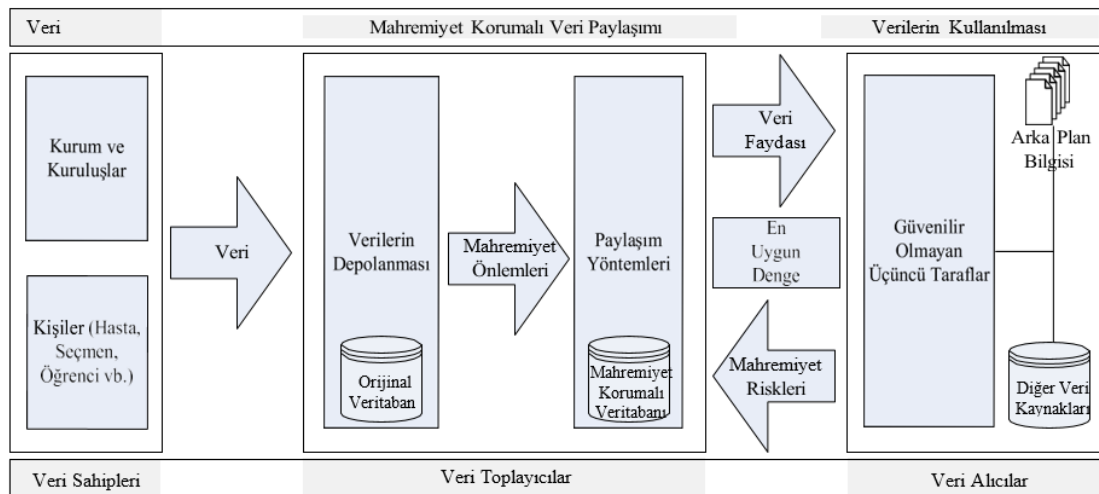 Veri
Mahremiyet Korumalı Veri Paylaşımı
Verilerin Kullanılması
Kurum ve
Kuruluşlar
Kişiler (Hasta,
Seçmen,
Öğrenci vb.)
Veri
Verilerin
Depolanması
Orijinal
Veritaban
Mahremiyet
Önlemleri
Paylaşım
Yöntemleri
Mahremiyet
Korumalı
Veritabanı
Veri
Faydası
En
Uygun
Denge
Mahremiyet
Riskleri
Güvenilir
Olmayan
Üçüncü Taraflar
Arka Plan
Bilgisi
Diğer Veri
Kaynakları
Veri Sahipleri
Veri Toplayıcılar
Veri Alıcılar